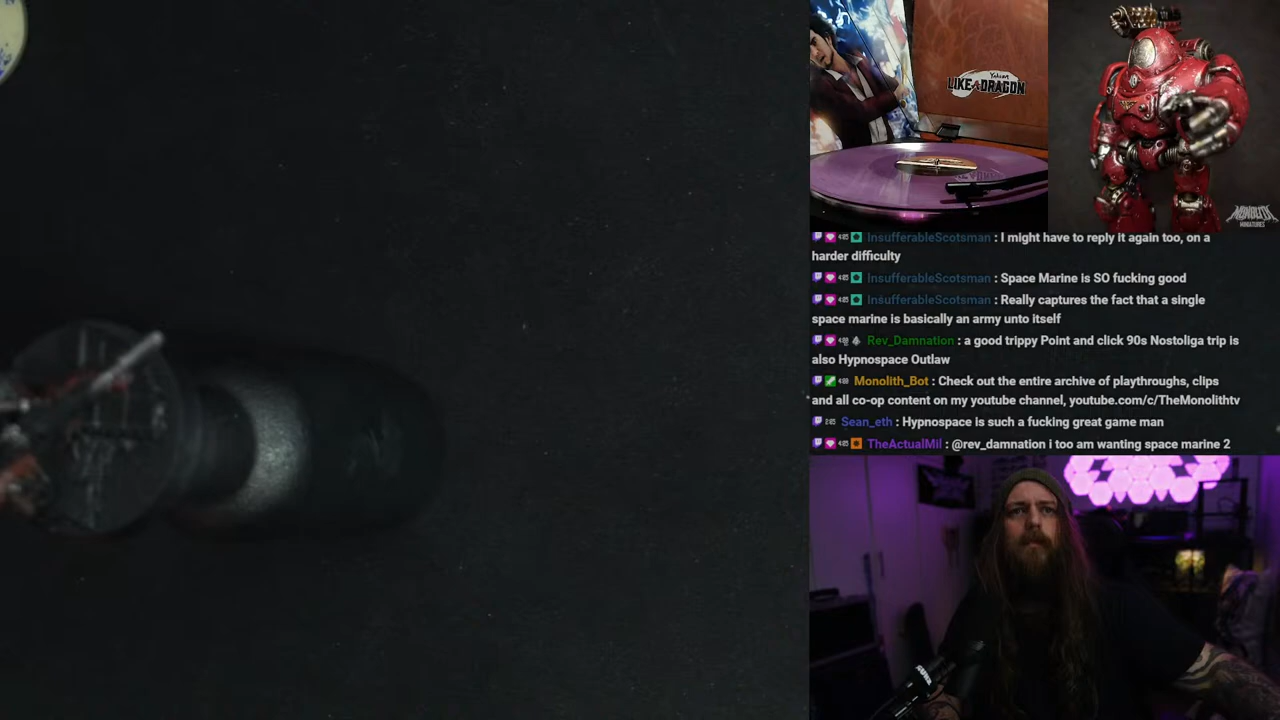 Yakuza
LIKE A DRAGON
MONOLITH
MINIATURES
InsufferableScotsman : I might have to reply it again too, on a
harder difficulty
InsufferableScotsman : Space Marine is SO fucking good
InsufferableScotsman : Really captures the fact that a single
space marine is basically an army unto itself
Rev_Damnation : a good trippy Point and click 90s Nostoliga trip is
also Hypnospace Outlaw
Monolith_Bot : Check out the entire archive of playthroughs, clips
and all co-op content on my youtube channel, youtube.com/c/TheMonolithtv
Sean_eth : Hypnospace is such a fucking great game man
TheActualMil : @rev_damnation i too am wanting space marine 2